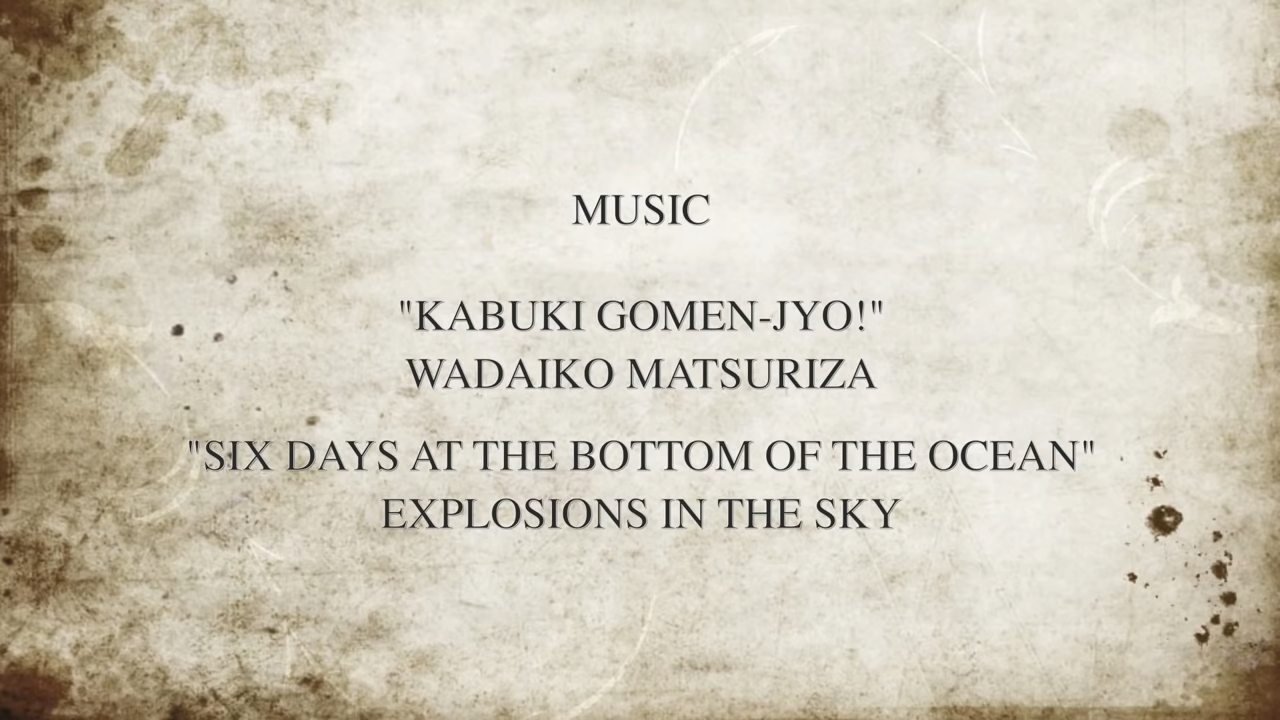 MUSIC
"KABUKI GOMEN-JYO!"
WADAIKO MATSURIZA
"SIX DAYS AT THE BOTTOM OF THE OCEAN"
EXPLOSIONS IN THE SKY